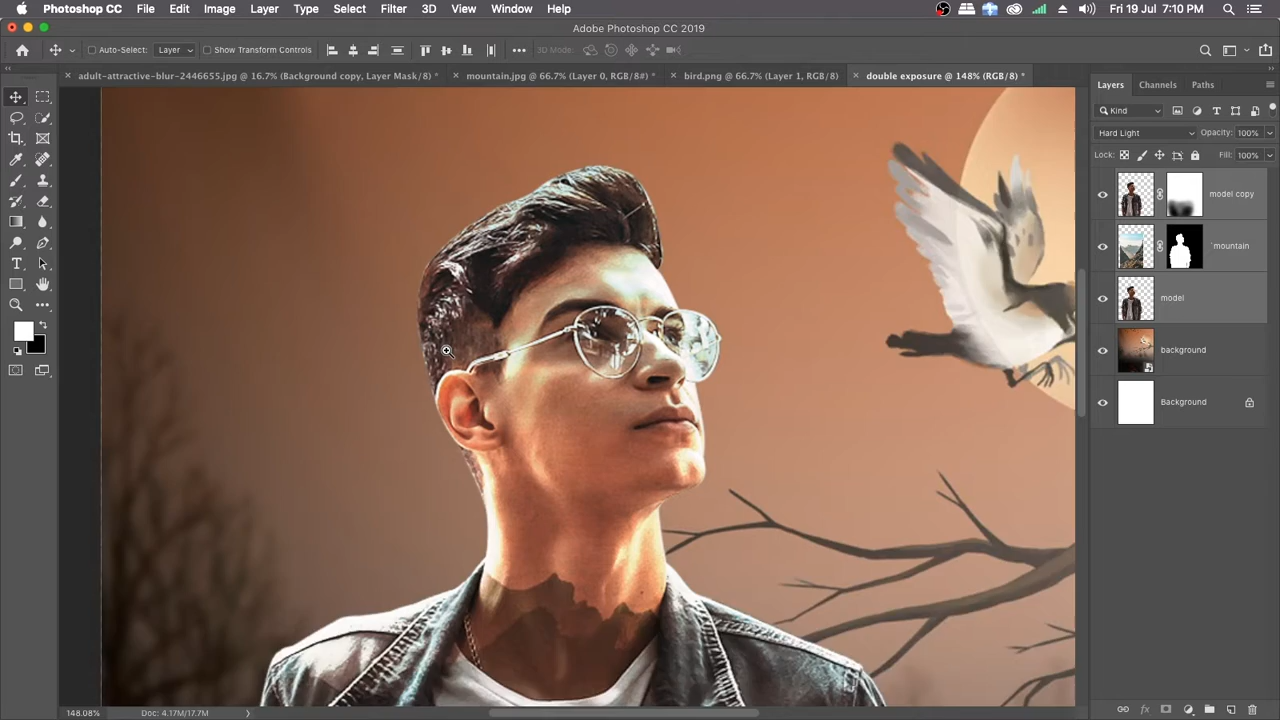 Photoshop CC File Edit Image Layer Type Select Filter 3D View Window Help Fri 19 Jul 7:10 PM
Adobe Photoshop CC 2019
Auto-Select: Layer Show Transform Controls 3D Mode:
adult-attractive-blur-2446655.jpg @ 16.7% (Background copy, Layer Mask/8) * mountain.jpg @ 66.7% (Layer 0, RGB/8#) * bird.png @ 66.7% (Layer 1, RGB/8) double exposure @ 148% (RGB/8) *
Layers Channels Paths
Kind
Hard Light Opacity: 100%
Lock: Fill: 100%
model copy
`mountain
model
background
Background
148.08% Doc: 4.17M/17.7M